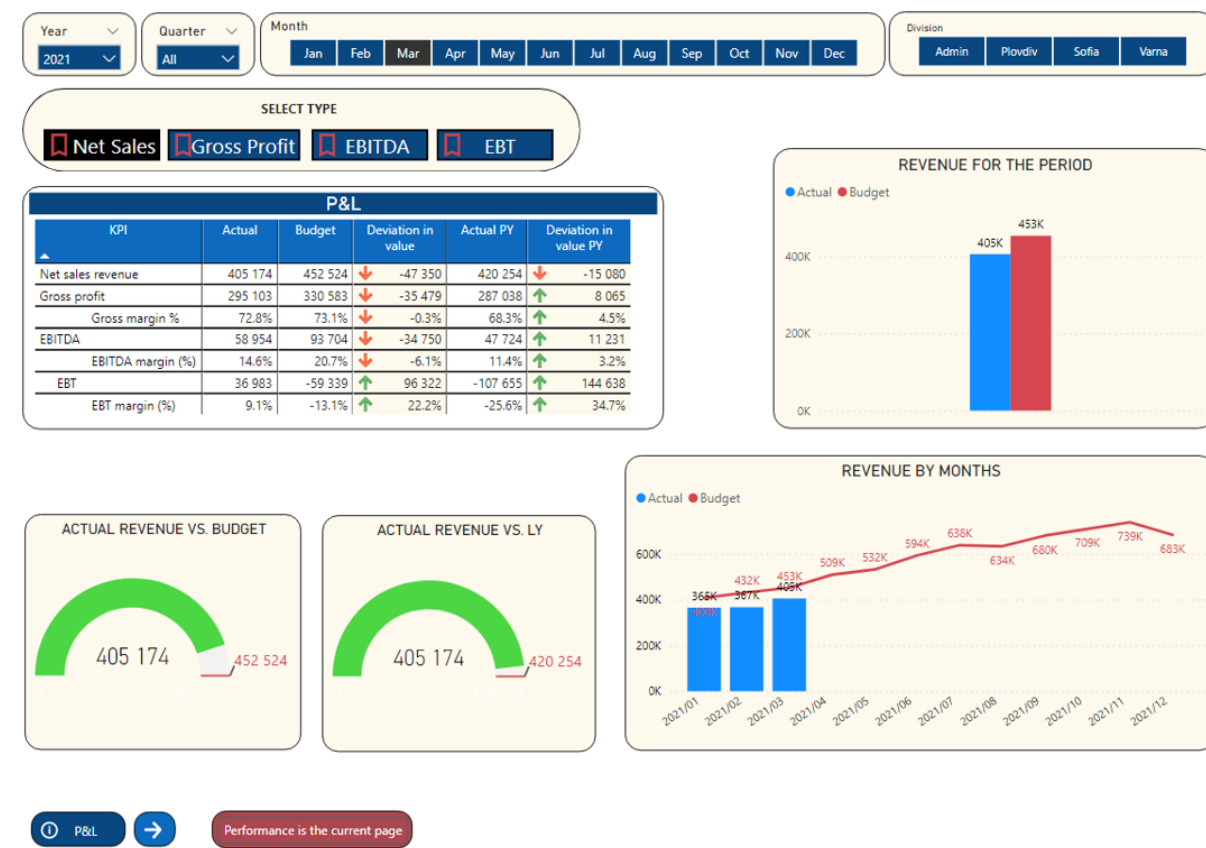 Year
2021
Quarter
All
Month
Jan Feb Mar Apr May Jun Jul Aug Sep Oct Nov Dec
Division
Admin Plovdiv Sofia Varna
SELECT TYPE
Net Sales Gross Profit EBITDA EBT
P&L
KPI Actual Budget Deviation in value Actual PY Deviation in value PY
Net sales revenue 405 174 452 524 -47 350 420 254 -15 080
Gross profit 295 103 330 583 -35 479 287 038 8 065
Gross margin % 72.8% 73.1% -0.3% 68.3% 4.5%
EBITDA 58 954 93 704 -34 750 47 724 11 231
EBITDA margin (%) 14.6% 20.7% -6.1% 11.4% 3.2%
EBT 36 983 -59 339 96 322 -107 655 144 638
EBT margin (%) 9.1% -13.1% 22.2% -25.6% 34.7%
REVENUE FOR THE PERIOD
Actual Budget
453K
405K
400K
200K
0K
ACTUAL REVENUE VS. BUDGET
405 174
452 524
0
ACTUAL REVENUE VS. LY
405 174
420 254
0 420 254
REVENUE BY MONTHS
Actual Budget
600K
400K
200K
0K
365K 367K 405K
432K 453K 509K 532K 594K 638K 634K 680K 709K 739K 683K
2021/01 2021/02 2021/03 2021/04 2021/05 2021/06 2021/07 2021/08 2021/09 2021/10 2021/11 2021/12
P&L
Performance is the current page